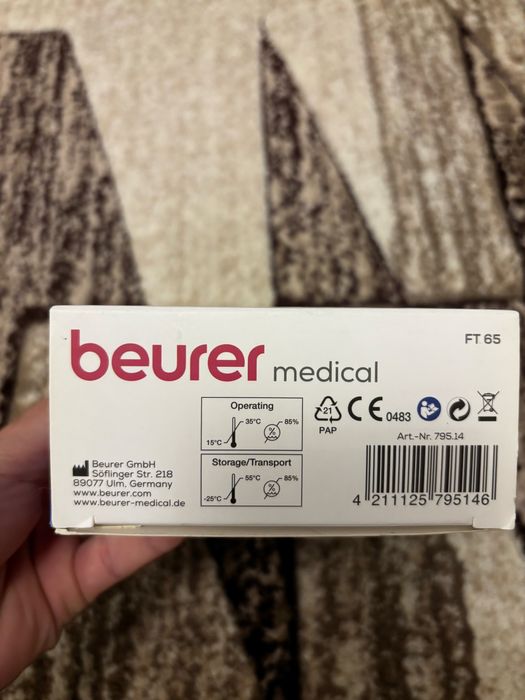 FT 65
beurer medical
Operating
35°C
85%
15°C
%
21
PAP
CE 0483
Art.-Nr. 795.14
Storage/Transport
55°C
85%
-25°C
%
Beurer GmbH
Söflinger Str. 218
89077 Ulm, Germany
www.beurer.com
www.beurer-medical.de
4 211125 795146